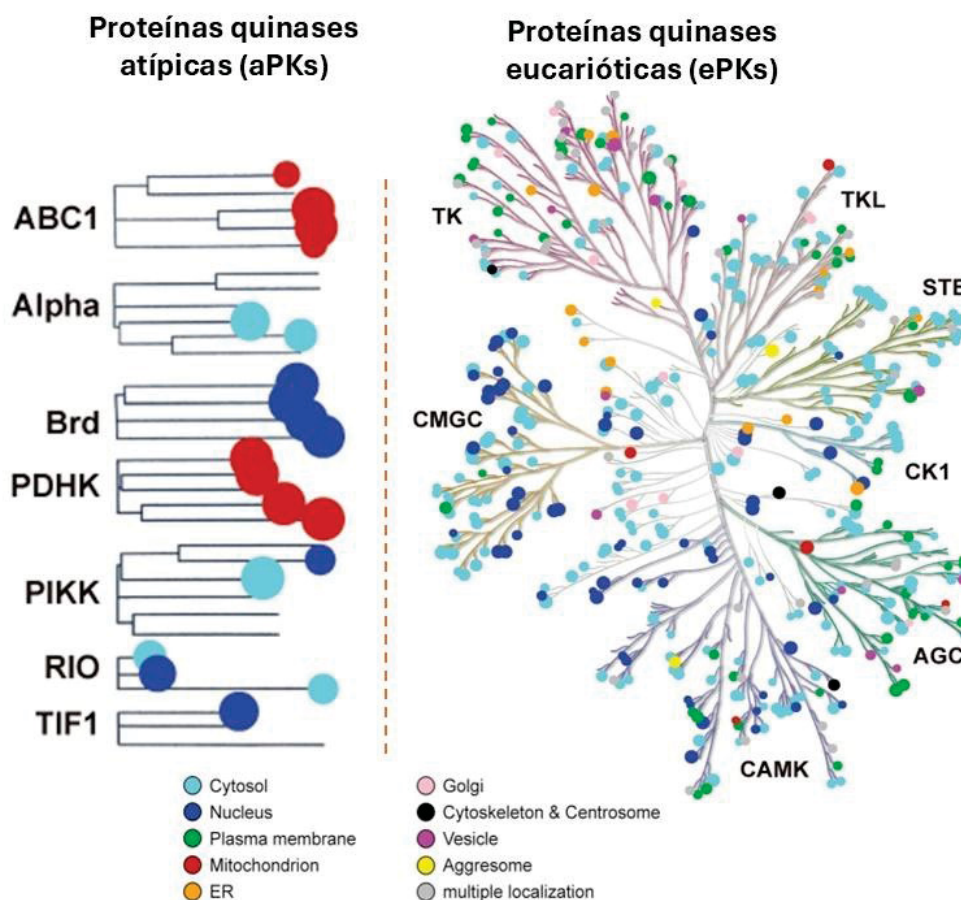 Proteínas quinases
atípicas (aPKs)
Proteínas quinases
eucarióticas (ePKs)
ABC1
Alpha
Brd
PDHK
PIKK
RIO
TIF1
TK
TKL
STE
CMGC
CK1
AGC
CAMK
Cytosol
Nucleus
Plasma membrane
Mitochondrion
ER
Golgi
Cytoskeleton & Centrosome
Vesicle
Aggresome
multiple localization